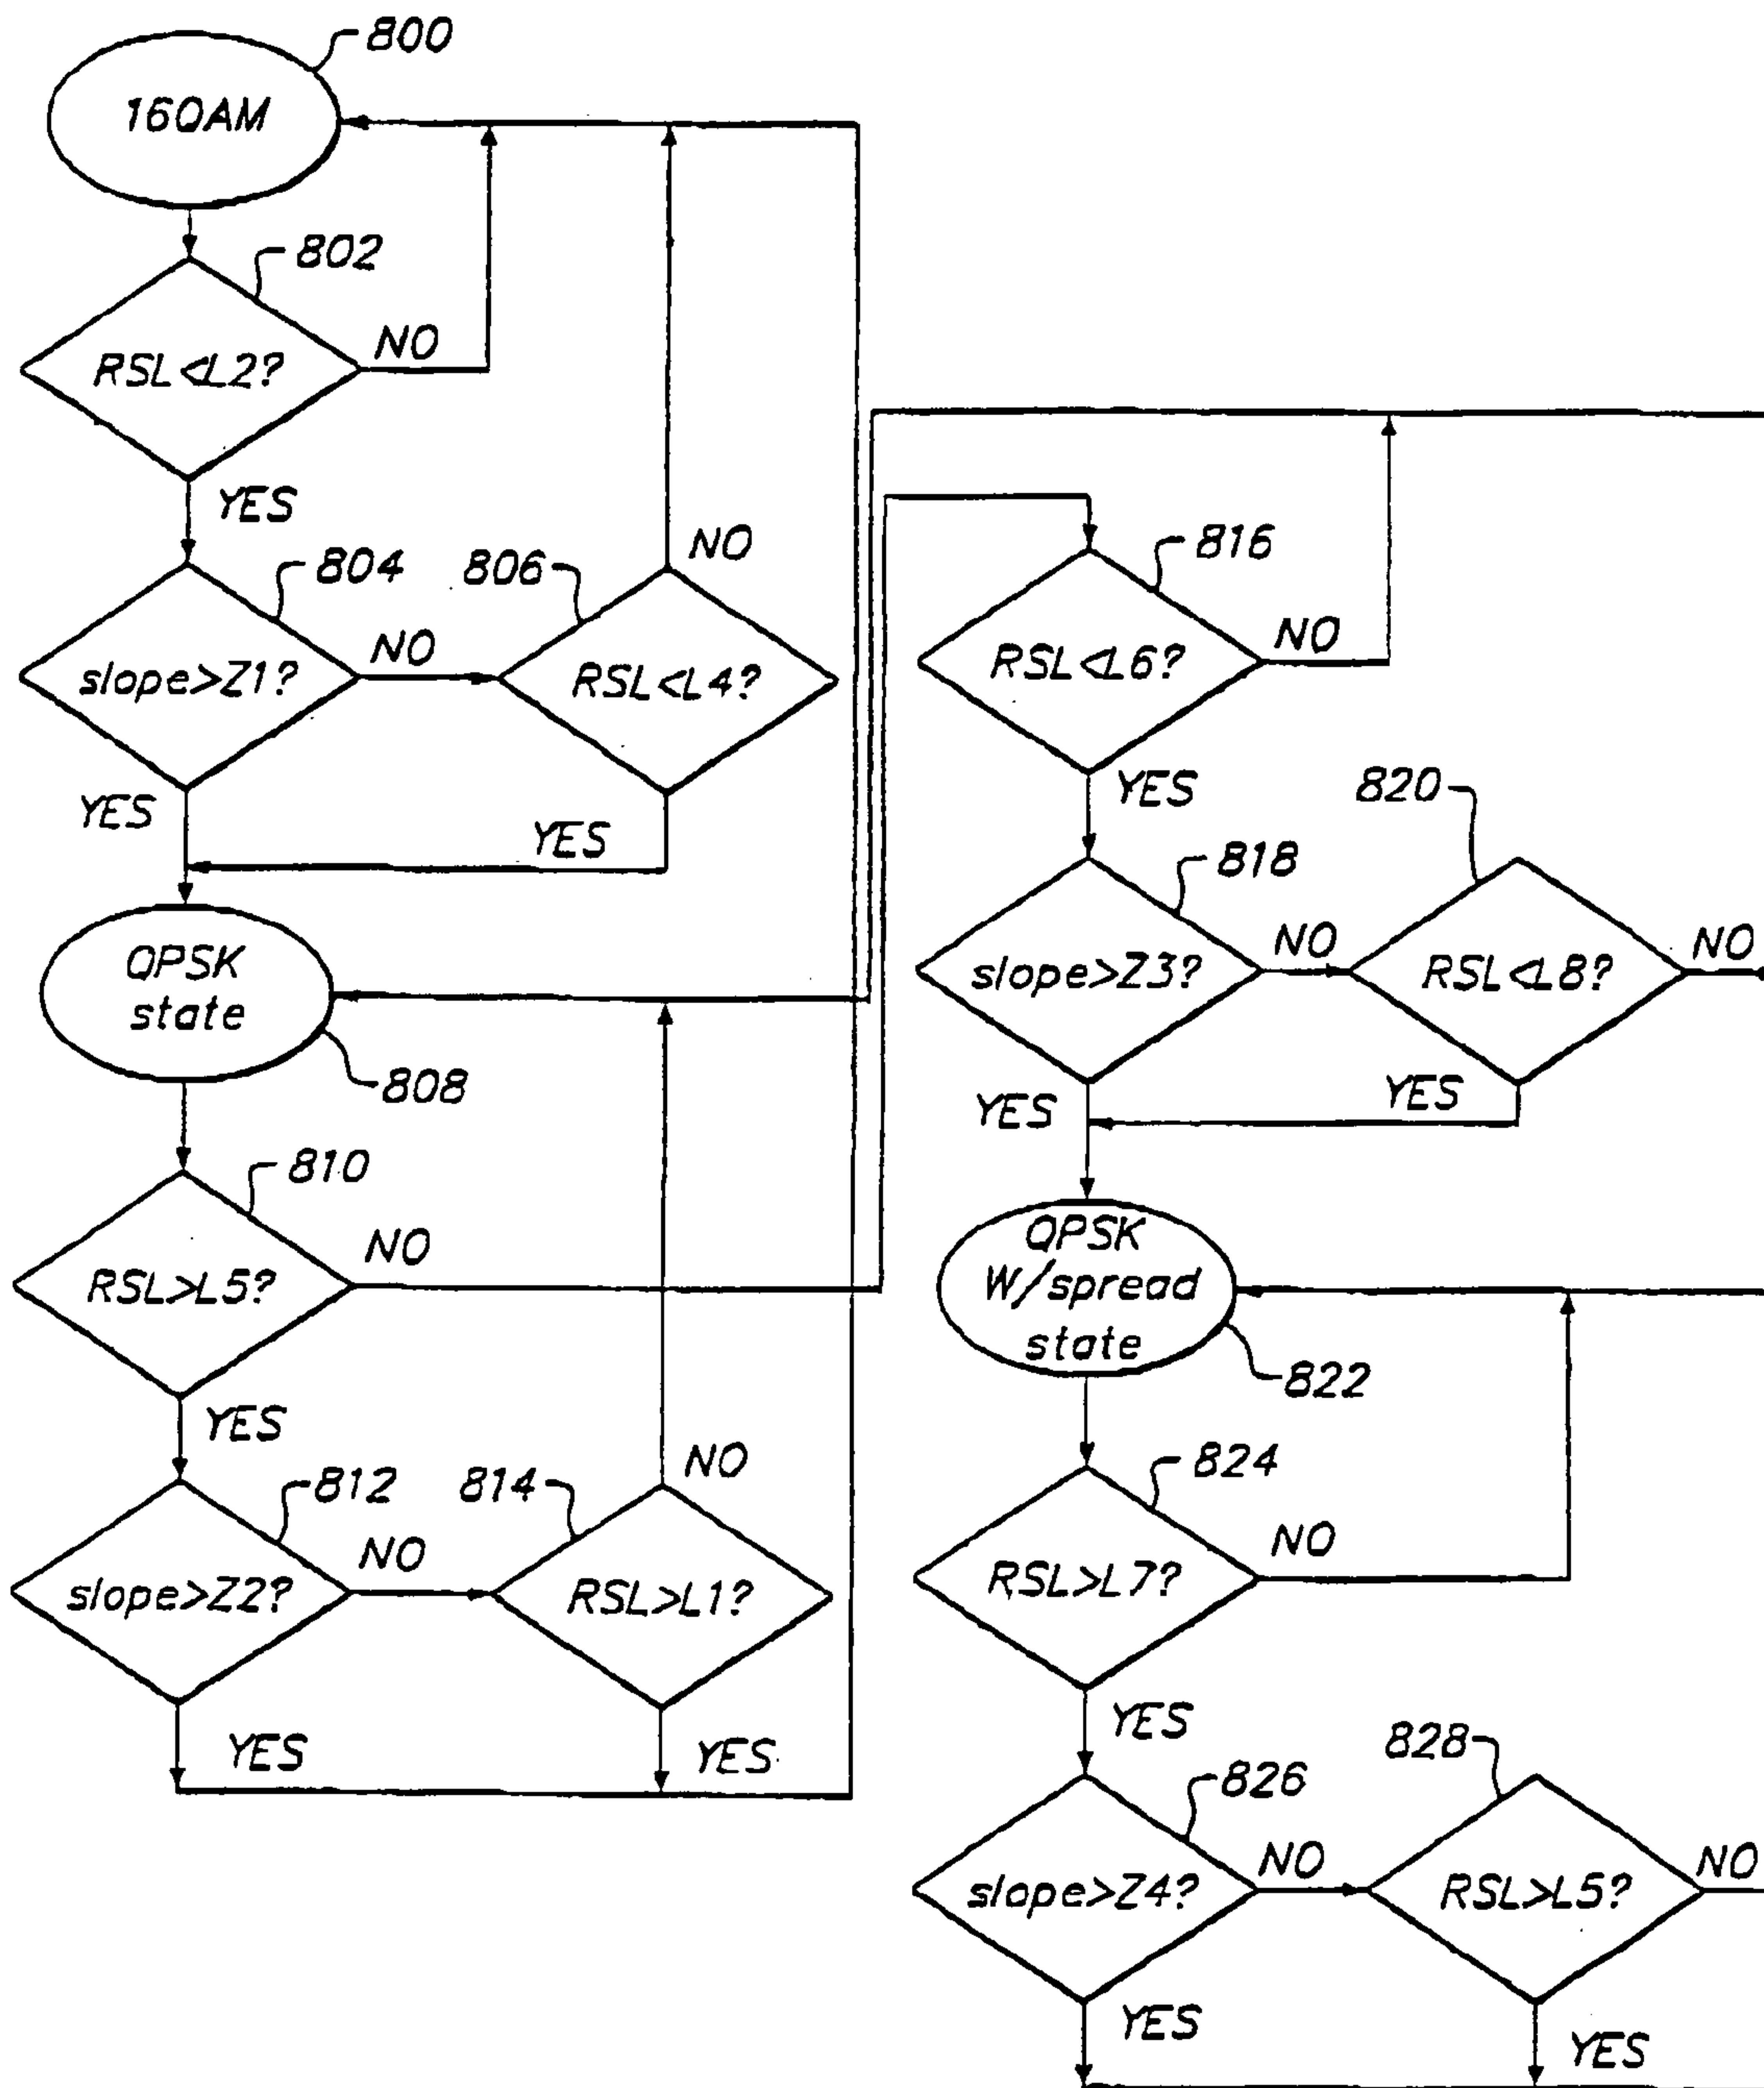 800
16QAM
802
RSL<L2?
NO
YES
804
slope>Z1?
NO
806
RSL<L4?
NO
YES
YES
QPSK
state
808
810
RSL>L5?
NO
YES
812
slope>Z2?
NO
814
RSL>L1?
NO
YES
YES
816
RSL<L6?
NO
YES
818
slope>Z3?
NO
820
RSL<L8?
NO
YES
YES
QPSK
W/spread
state
822
824
RSL>L7?
NO
YES
826
slope>Z4?
NO
828
RSL>L5?
NO
YES
YES